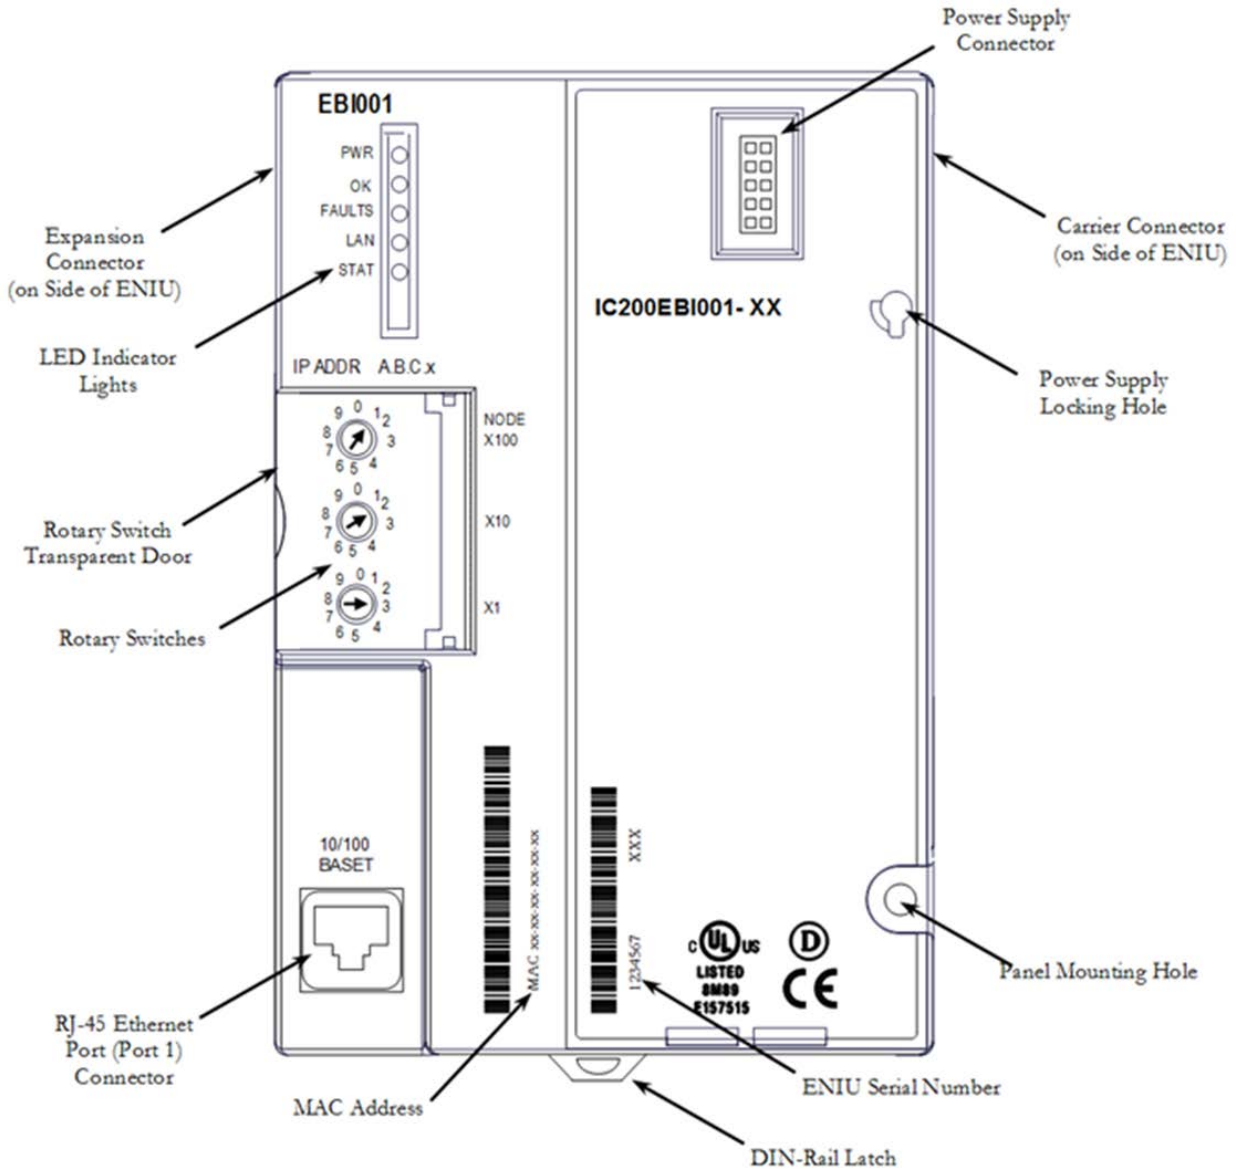 Power Supply
Connector
EBI001
PWR
OK
FAULTS
LAN
STAT
Expansion
Connector
(on Side of ENIU)
Carrier Connector
(on Side of ENIU)
IC200EBI001- XX
LED Indicator
Lights
IP ADDR A.B.C.x
Power Supply
Locking Hole
NODE
X100
0 1 2 3 4 5 6 7 8 9
X10
0 1 2 3 4 5 6 7 8 9
X1
0 1 2 3 4 5 6 7 8 9
Rotary Switch
Transparent Door
Rotary Switches
10/100
BASET
MAC XX-XX-XX-XX-XX-XX
1234567 XXX
C UL US
LISTED
8M89
E157515
D
CE
Panel Mounting Hole
RJ-45 Ethernet
Port (Port 1)
Connector
MAC Address
ENIU Serial Number
DIN-Rail Latch